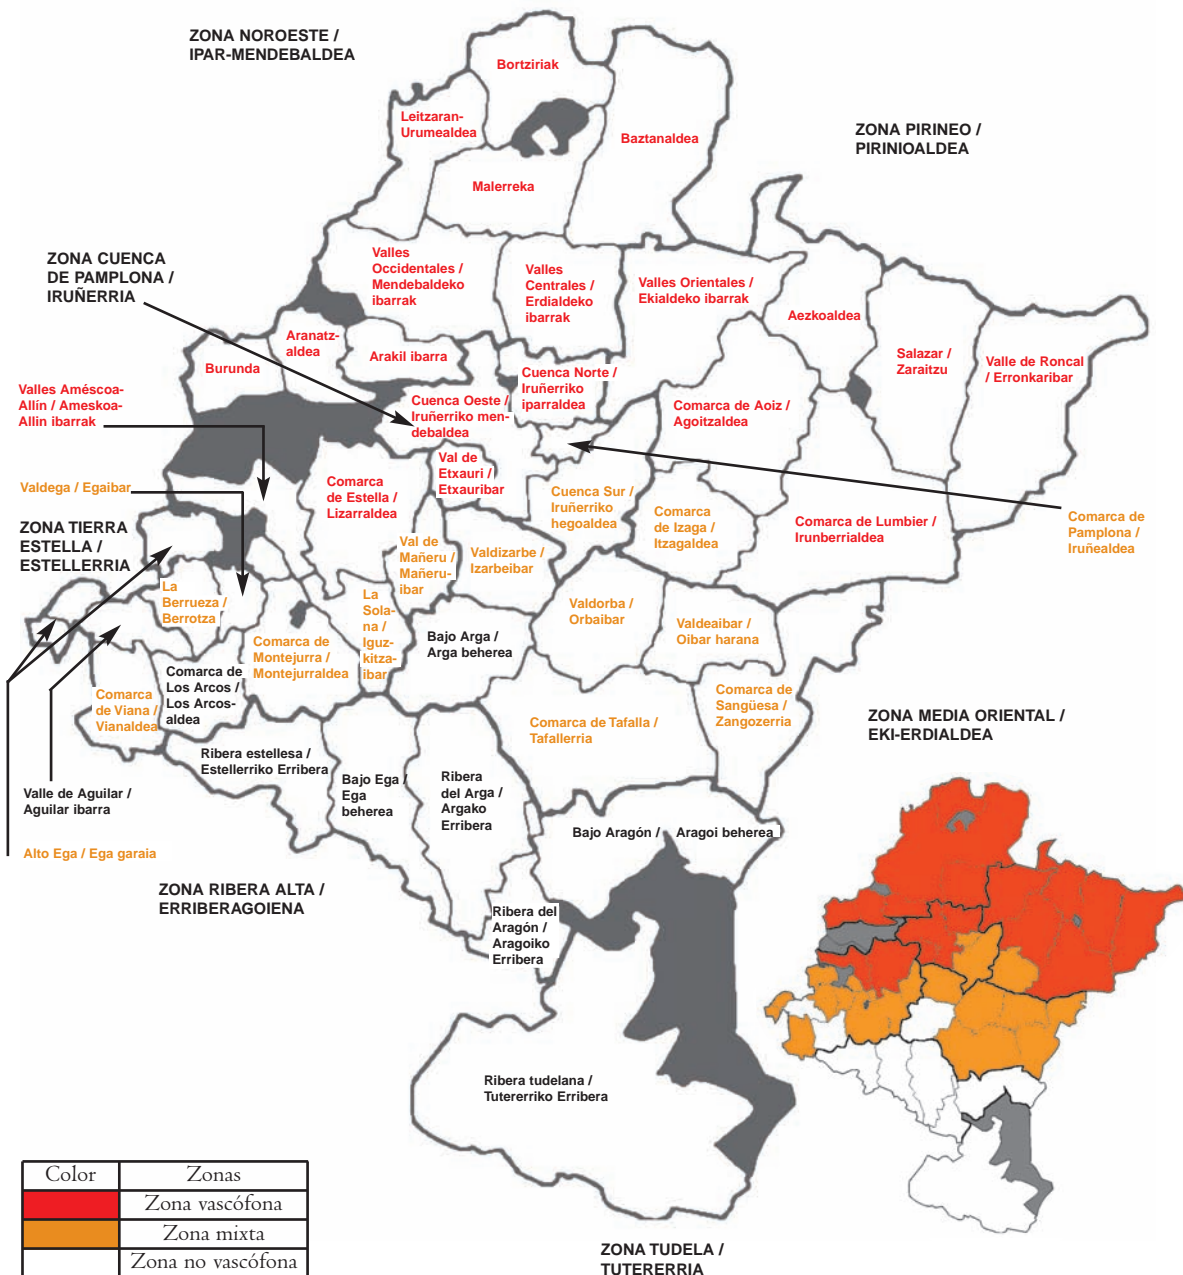 ZONA NOROESTE /
IPAR-MENDEBALDEA
Bortziriak
Leitzaran-
Urumealdea
Baztanaldea
ZONA PIRINEO /
PIRINIOALDEA
Malerreka
ZONA CUENCA
DE PAMPLONA /
IRUÑERRIA
Valles
Occidentales /
Mendebaldeko
ibarrak
Valles
Centrales /
Erdialdeko
ibarrak
Valles Orientales /
Ekialdeko ibarrak
Aezkoaldea
Salazar /
Zaraitzu
Valle de Roncal
/ Erronkaribar
Aranatz-
aldea
Arakil ibarra
Burunda
Valles Améscoa-
Allín / Ameskoa-
Allin ibarrak
Cuenca Norte /
Iruñerriko
iparraldea
Cuenca Oeste /
Iruñerriko men-
debaldea
Comarca de Aoiz /
Agoitzaldea
Val de
Etxauri /
Etxauribar
Comarca
de Estella /
Lizarraldea
Valdega / Egaibar
Cuenca Sur /
Iruñerriko
hegoaldea
Comarca
de Izaga /
Itzagaldea
Comarca de Lumbier /
Irunberrialdea
Comarca de
Pamplona /
Iruñealdea
ZONA TIERRA
ESTELLA /
ESTELLERRIA
Val de
Mañeru /
Mañeru-
ibar
Valdizarbe /
Izarbeibar
La
Berrueza /
Berrotza
La
Sola-
na /
Iguz-
kitza-
ibar
Valdorba /
Orbaibar
Valdeaibar /
Oibar harana
Bajo Arga /
Arga beherea
Comarca de
Montejurra /
Montejurraldea
Comarca de
Los Arcos /
Los Arcos-
aldea
Comarca
de Viana /
Vianaldea
Comarca de
Sangüesa /
Zangozerria
Comarca de Tafalla /
Tafallerria
ZONA MEDIA ORIENTAL /
EKI-ERDIALDEA
Ribera estellesa /
Estellerriko Erribera
Bajo Ega /
Ega
beherea
Ribera
del Arga /
Argako
Erribera
Valle de Aguilar /
Aguilar ibarra
Bajo Aragón / Aragoi beherea
Alto Ega / Ega garaia
ZONA RIBERA ALTA /
ERRIBERAGOIENA
Ribera del
Aragón /
Aragoiko
Erribera
Ribera tudelana /
Tutererriko Erribera
Color Zonas
Zona vascófona
Zona mixta
Zona no vascófona
ZONA TUDELA /
TUTERERRIA